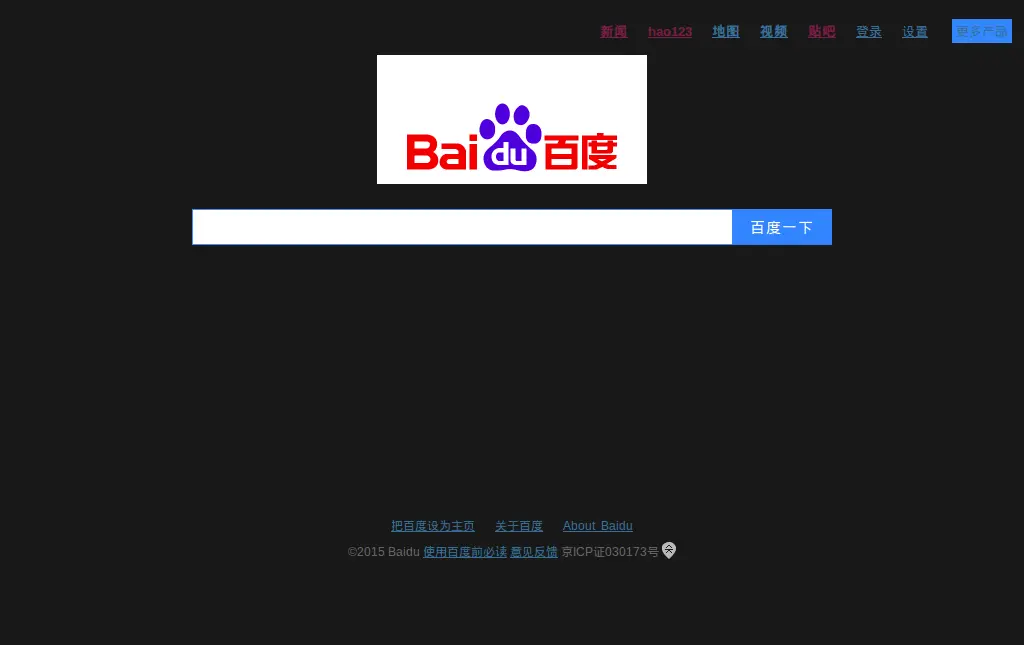 新闻 hao123 地图 视频 贴吧 登录 设置 更多产品
Bai du 百度
百度一下
把百度设为主页 关于百度 About Baidu
©2015 Baidu 使用百度前必读 意见反馈 京ICP证030173号